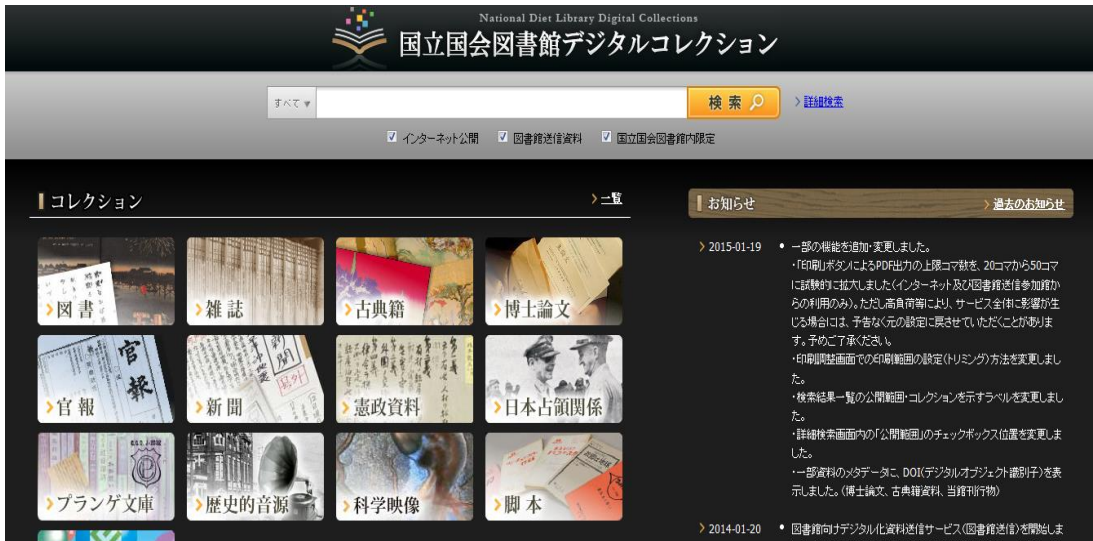 National Diet Library Digital Collections
国立国会図書館デジタルコレクション
すべて▼
検索
›詳細検索
インターネット公開 図書館送信資料 国立国会図書館内限定
コレクション
›一覧
›図書
›雑誌
›古典籍
›博士論文
官報
›官報
›新聞
›憲政資料
›日本占領関係
›プランゲ文庫
›歴史的音源
›科学映像
›脚本
お知らせ
›過去のお知らせ
›2015-01-19 • 一部の機能を追加・変更しました。
・「印刷」ボタンによるPDF出力の上限コマ数を、20コマから50コマ
に試験的に拡大しました(インターネット及び図書館送信参加館か
らの利用のみ)。ただし高負荷等により、サービス全体に影響が生
じる場合には、予告なく元の設定に戻させていただくことがありま
す。予めご了承ください。
・印刷調整画面での印刷範囲の設定(トリミング)方法を変更しまし
た。
・検索結果一覧の公開範囲・コレクションを示すラベルを変更しまし
た。
・詳細検索画面内の「公開範囲」のチェックボックス位置を変更しま
した。
・一部資料のメタデータに、DOI(デジタルオブジェクト識別子)を表
示しました。(博士論文、古典籍資料、当館刊行物)
›2014-01-20 • 図書館向けデジタル化資料送信サービス(図書館送信)を開始しま